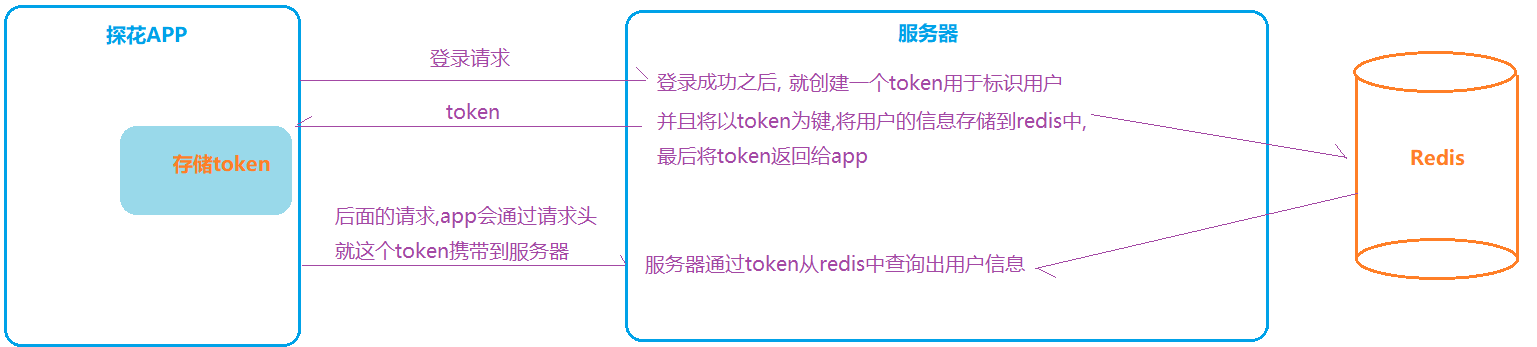 探花APP
服务器
登录请求
登录成功之后, 就创建一个token用于标识用户
token
并且将以token为键,将用户的信息存储到redis中,
最后将token返回给app
存储token
Redis
后面的请求,app会通过请求头
就这个token携带到服务器
服务器通过token从redis中查询出用户信息